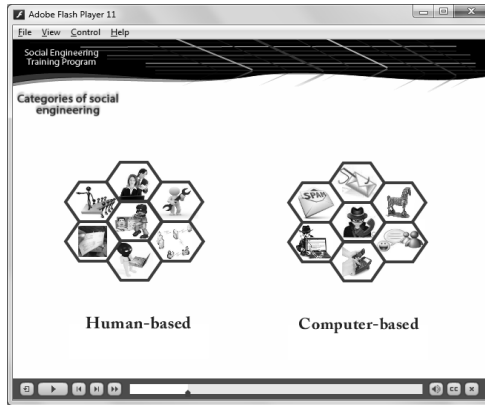 Adobe Flash Player 11
File View Control Help
Social Engineering
Training Program
Categories of social
engineering
SPAM
Human-based
Computer-based
CC